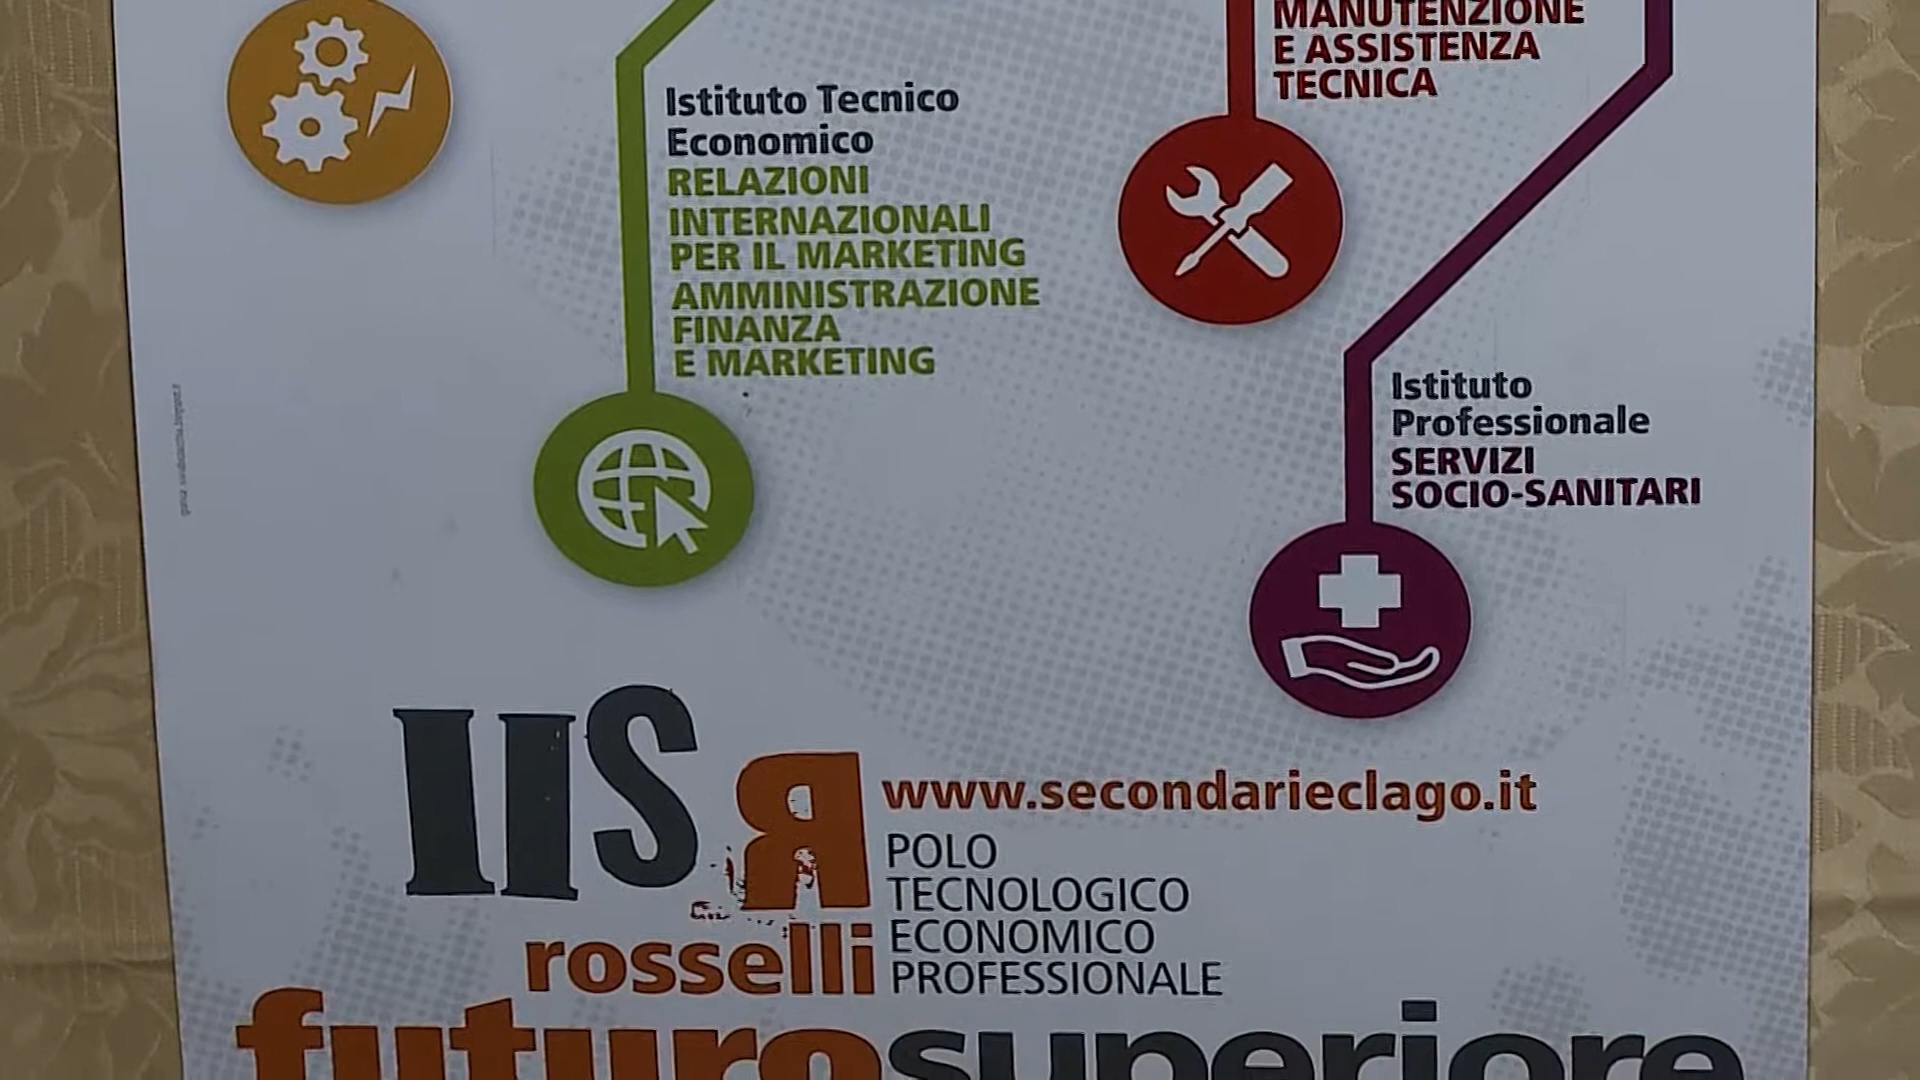 Istituto Tecnico
Economico
RELAZIONI
INTERNAZIONALI
PER IL MARKETING
AMMINISTRAZIONE
FINANZA
E MARKETING
MANUTENZIONE
E ASSISTENZA
TECNICA
Istituto
Professionale
SERVIZI
SOCIO-SANITARI
IISR
rosselli
www.secondarieclago.it
POLO
TECNOLOGICO
ECONOMICO
PROFESSIONALE
futurosuperiore